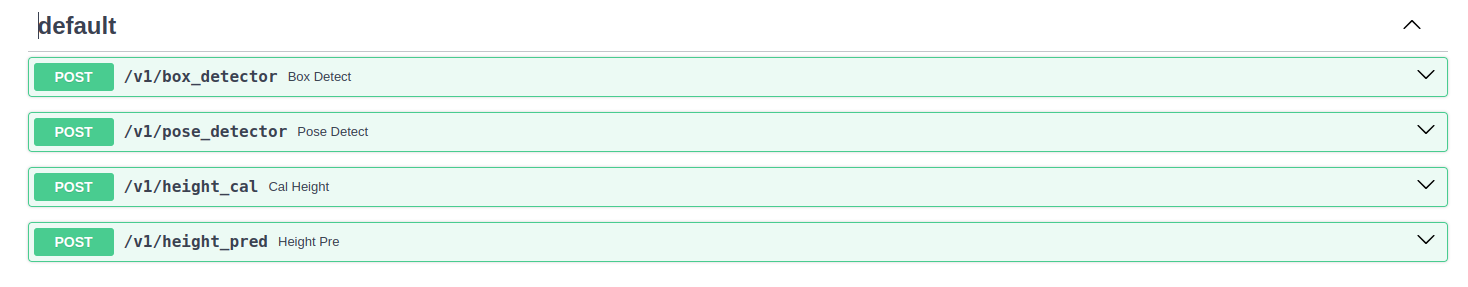 default
POST /v1/box_detector Box Detect
POST /v1/pose_detector Pose Detect
POST /v1/height_cal Cal Height
POST /v1/height_pred Height Pre